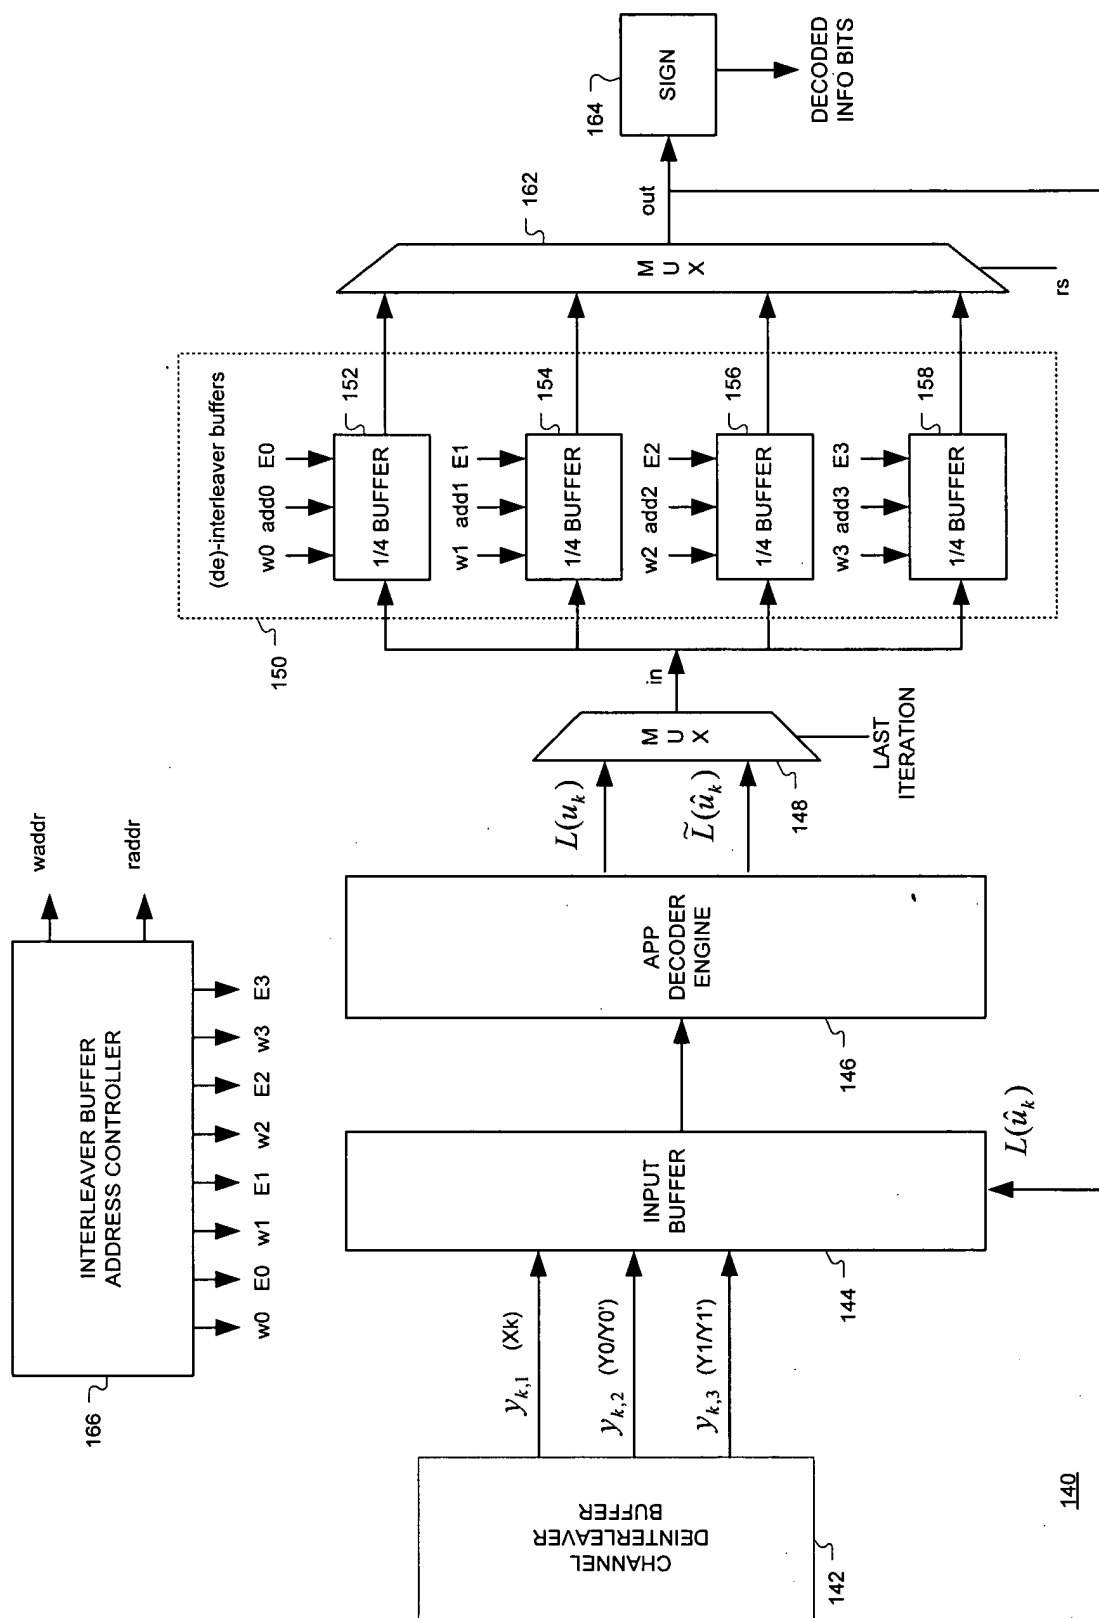 166
INTERLEAVER BUFFER
ADDRESS CONTROLLER
waddr
raddr
w0
E0
w1
E1
w2
E2
w3
E3
CHANNEL
DEINTERLEAVER
BUFFER
142
y_{k,1} (Xk)
y_{k,2} (Y0/Y0')
y_{k,3} (Y1/Y1')
INPUT
BUFFER
144
L(û_k)
APP
DECODER
ENGINE
146
L(u_k)
L̃(û_k)
M
U
X
148
LAST
ITERATION
in
150
(de)-interleaver buffers
w0 add0 E0
1/4 BUFFER
152
w1 add1 E1
1/4 BUFFER
154
w2 add2 E2
1/4 BUFFER
156
w3 add3 E3
1/4 BUFFER
158
M
U
X
162
rs
out
SIGN
164
DECODED
INFO BITS
140